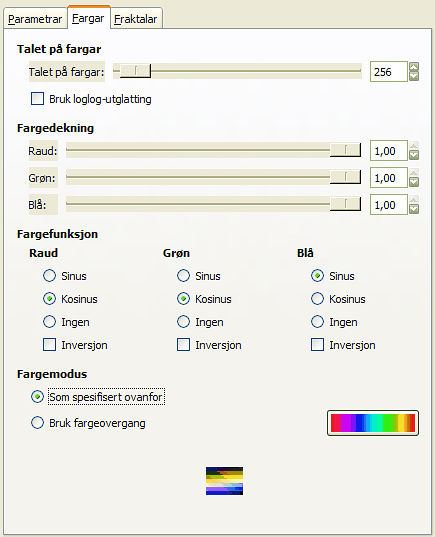 Parametrar Fargar Fraktalar
Talet på fargar
Talet på fargar: 256
Bruk loglog-utglatting
Fargedekning
Raud: 1,00
Grøn: 1,00
Blå: 1,00
Fargefunksjon
Raud Grøn Blå
Sinus Sinus Sinus
Kosinus Kosinus Kosinus
Ingen Ingen Ingen
Inversjon Inversjon Inversjon
Fargemodus
Som spesifisert ovanfor
Bruk fargeovergang